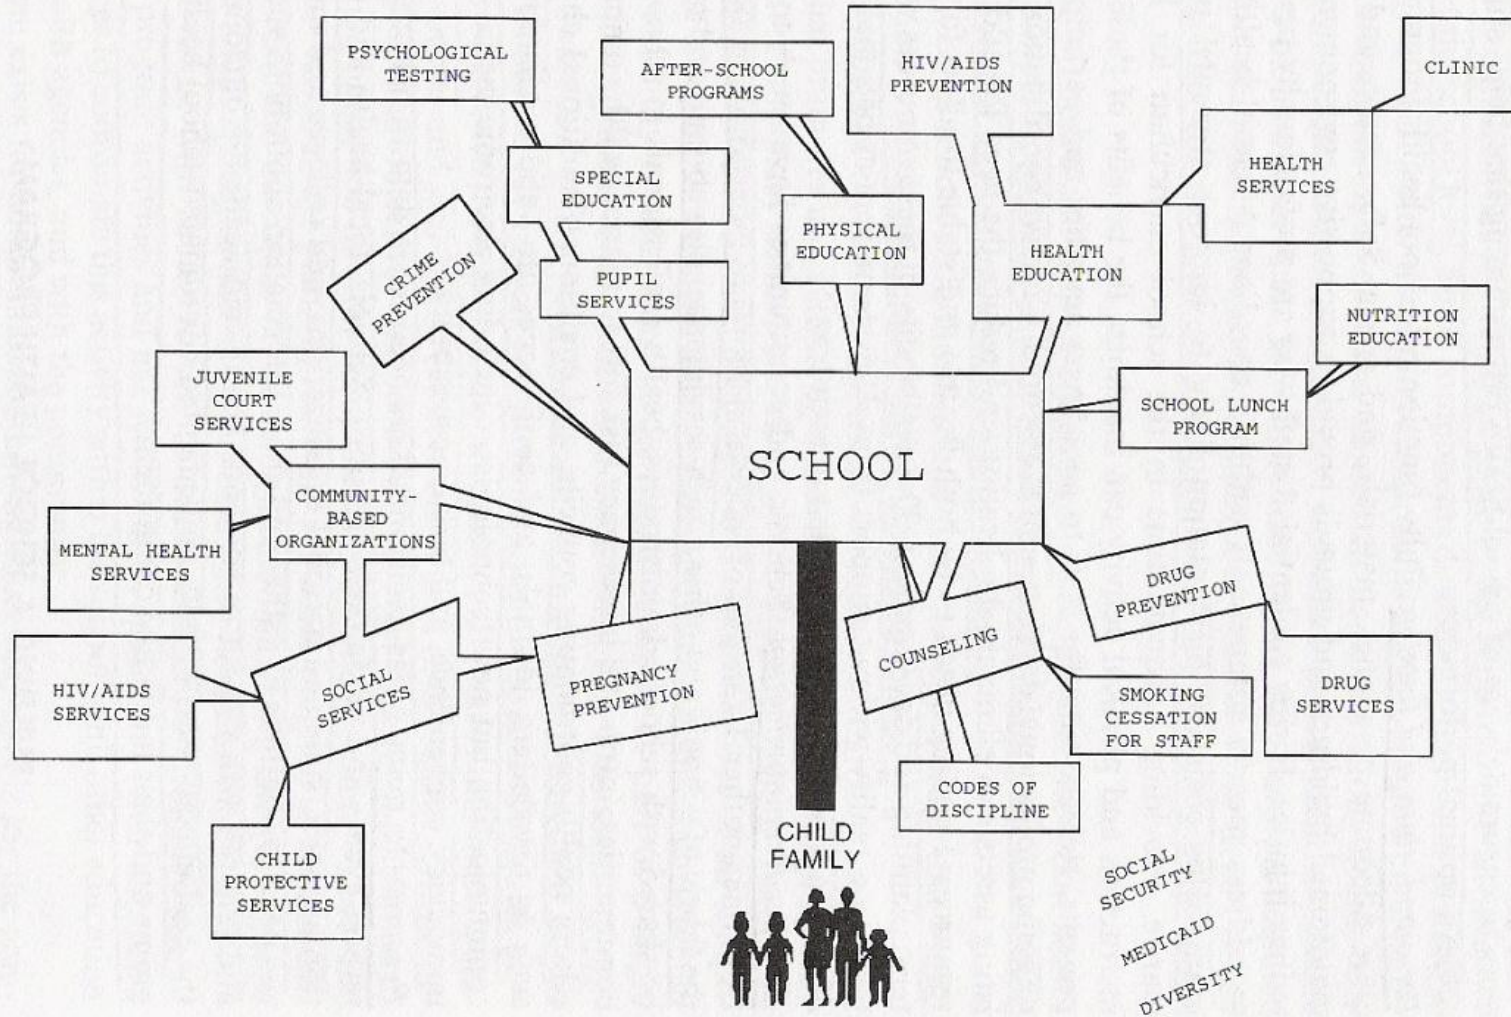 PSYCHOLOGICAL
TESTING
AFTER-SCHOOL
PROGRAMS
HIV/AIDS
PREVENTION
CLINIC
SPECIAL
EDUCATION
HEALTH
SERVICES
CRIME
PREVENTION
PUPIL
SERVICES
PHYSICAL
EDUCATION
HEALTH
EDUCATION
NUTRITION
EDUCATION
JUVENILE
COURT
SERVICES
SCHOOL LUNCH
PROGRAM
SCHOOL
COMMUNITY-
BASED
ORGANIZATIONS
MENTAL HEALTH
SERVICES
DRUG
PREVENTION
HIV/AIDS
SERVICES
SOCIAL
SERVICES
PREGNANCY
PREVENTION
COUNSELING
SMOKING
CESSATION
FOR STAFF
DRUG
SERVICES
CODES OF
DISCIPLINE
CHILD
PROTECTIVE
SERVICES
CHILD
FAMILY
SOCIAL
SECURITY
MEDICAID
DIVERSITY